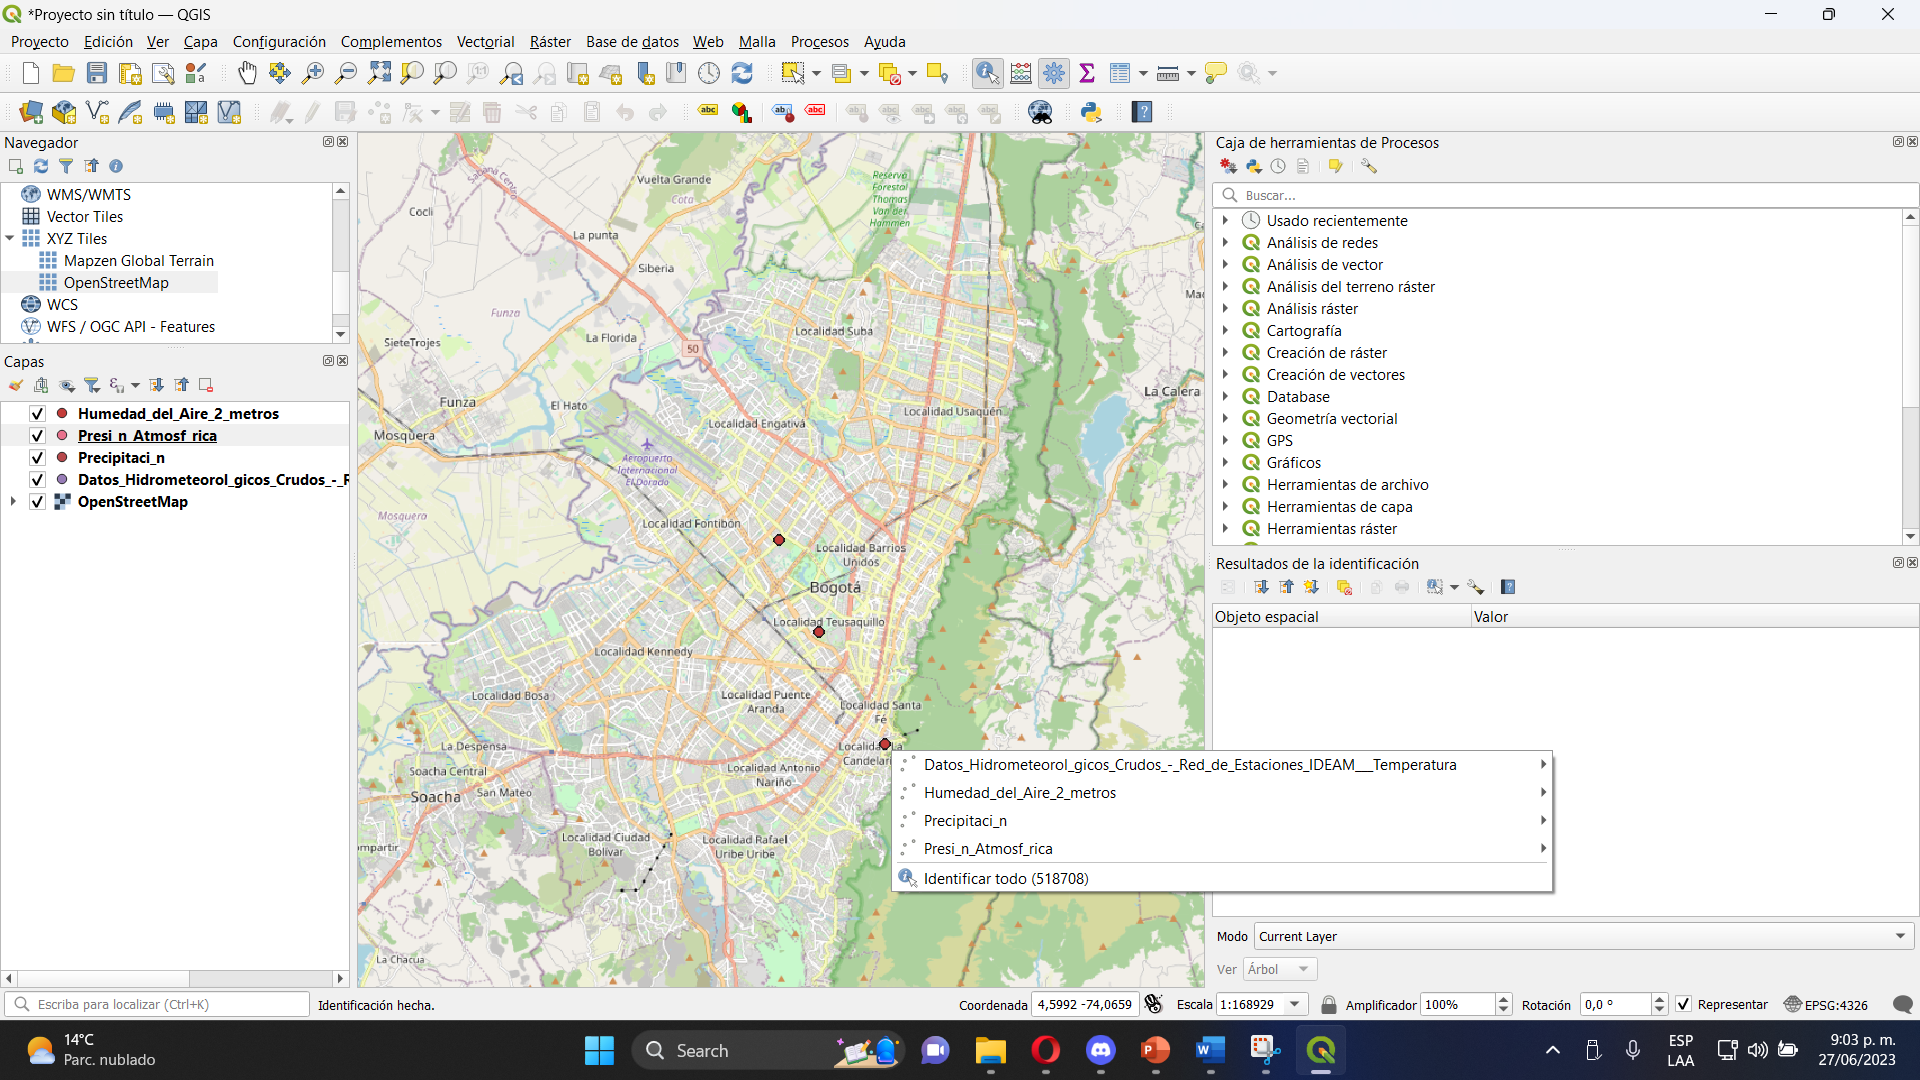 *Proyecto sin título — QGIS
Proyecto Edición Ver Capa Configuración Complementos Vectorial Ráster Base de datos Web Malla Procesos Ayuda
Navegador
WMS/WMTS
Vector Tiles
XYZ Tiles
Mapzen Global Terrain
OpenStreetMap
WCS
WFS / OGC API - Features
Capas
Humedad_del_Aire_2_metros
Presi_n_Atmosf_rica
Precipitaci_n
Datos_Hidrometeorol_gicos_Crudos_-_R
OpenStreetMap
Vuelta Grande
Cota
Cocli
Reserva
Forestal
Thomas
Van der
Hammen
Sabana Centro
La punta
Siberia
Funza
SieteTrojes
La Florida
Localidad Suba
50
Funza
El Hato
Localidad Usaquén
La Calera
Mosquera
Localidad Engativá
Aeropuerto
Internacional
El Dorado
Mosquera
Localidad Fontibón
Localidad Barrios
Unidos
Bogotá
Localidad Teusaquillo
Localidad Kennedy
Localidad Bosa
Localidad Puente
Aranda
Localidad Santa
Fé
La Despensa
Localidad La
Candelari
Soacha Central
Localidad Antonio
Nariño
Soacha
San Mateo
Localidad Ciudad
Bolívar
Localidad Rafael
Uribe Uribe
ompartir
La Chacua
Datos_Hidrometeorol_gicos_Crudos_-_Red_de_Estaciones_IDEAM___Temperatura
Humedad_del_Aire_2_metros
Precipitaci_n
Presi_n_Atmosf_rica
Identificar todo (518708)
Caja de herramientas de Procesos
Buscar...
Usado recientemente
Análisis de redes
Análisis de vector
Análisis del terreno ráster
Análisis ráster
Cartografía
Creación de ráster
Creación de vectores
Database
Geometría vectorial
GPS
Gráficos
Herramientas de archivo
Herramientas de capa
Herramientas ráster
Resultados de la identificación
Objeto espacial Valor
Modo Current Layer
Ver Árbol
Escriba para localizar (Ctrl+K) Identificación hecha. Coordenada 4,5992 -74,0659 Escala 1:168929 Amplificador 100% Rotación 0,0 ° Representar EPSG:4326
14°C
Parc. nublado
Search
ESP
LAA
9:03 p. m.
27/06/2023